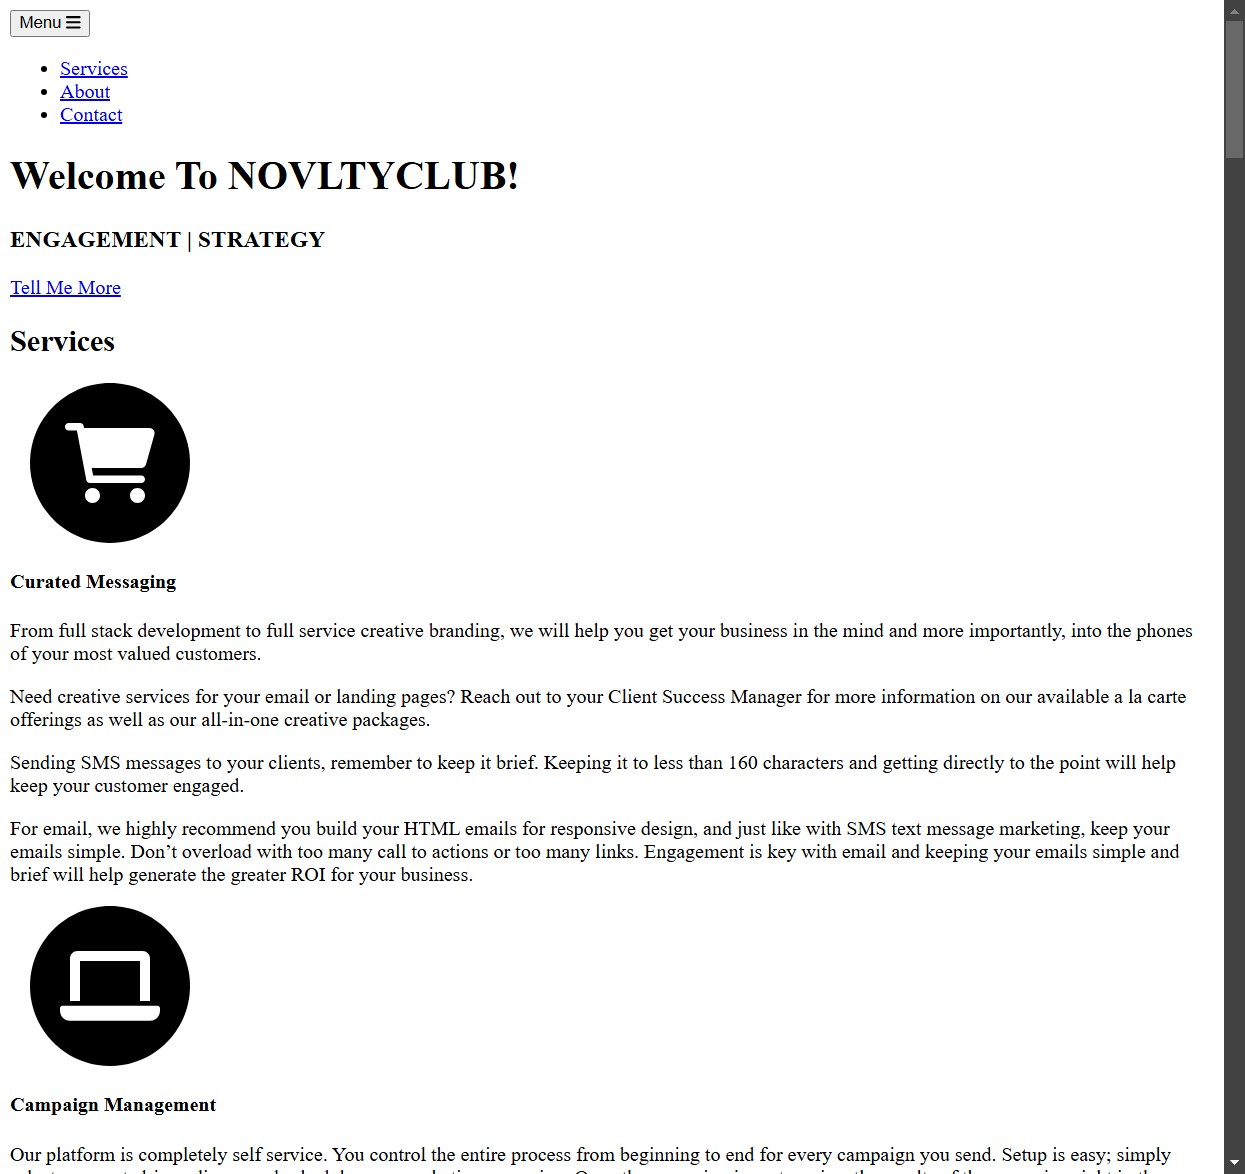 Menu
Services
About
Contact
Welcome To NOVLTYCLUB!
ENGAGEMENT | STRATEGY
Tell Me More
Services
Curated Messaging
From full stack development to full service creative branding, we will help you get your business in the mind and more importantly, into the phones
of your most valued customers.
Need creative services for your email or landing pages? Reach out to your Client Success Manager for more information on our available a la carte
offerings as well as our all-in-one creative packages.
Sending SMS messages to your clients, remember to keep it brief. Keeping it to less than 160 characters and getting directly to the point will help
keep your customer engaged.
For email, we highly recommend you build your HTML emails for responsive design, and just like with SMS text message marketing, keep your
emails simple. Don’t overload with too many call to actions or too many links. Engagement is key with email and keeping your emails simple and
brief will help generate the greater ROI for your business.
Campaign Management
Our platform is completely self service. You control the entire process from beginning to end for every campaign you send. Setup is easy; simply